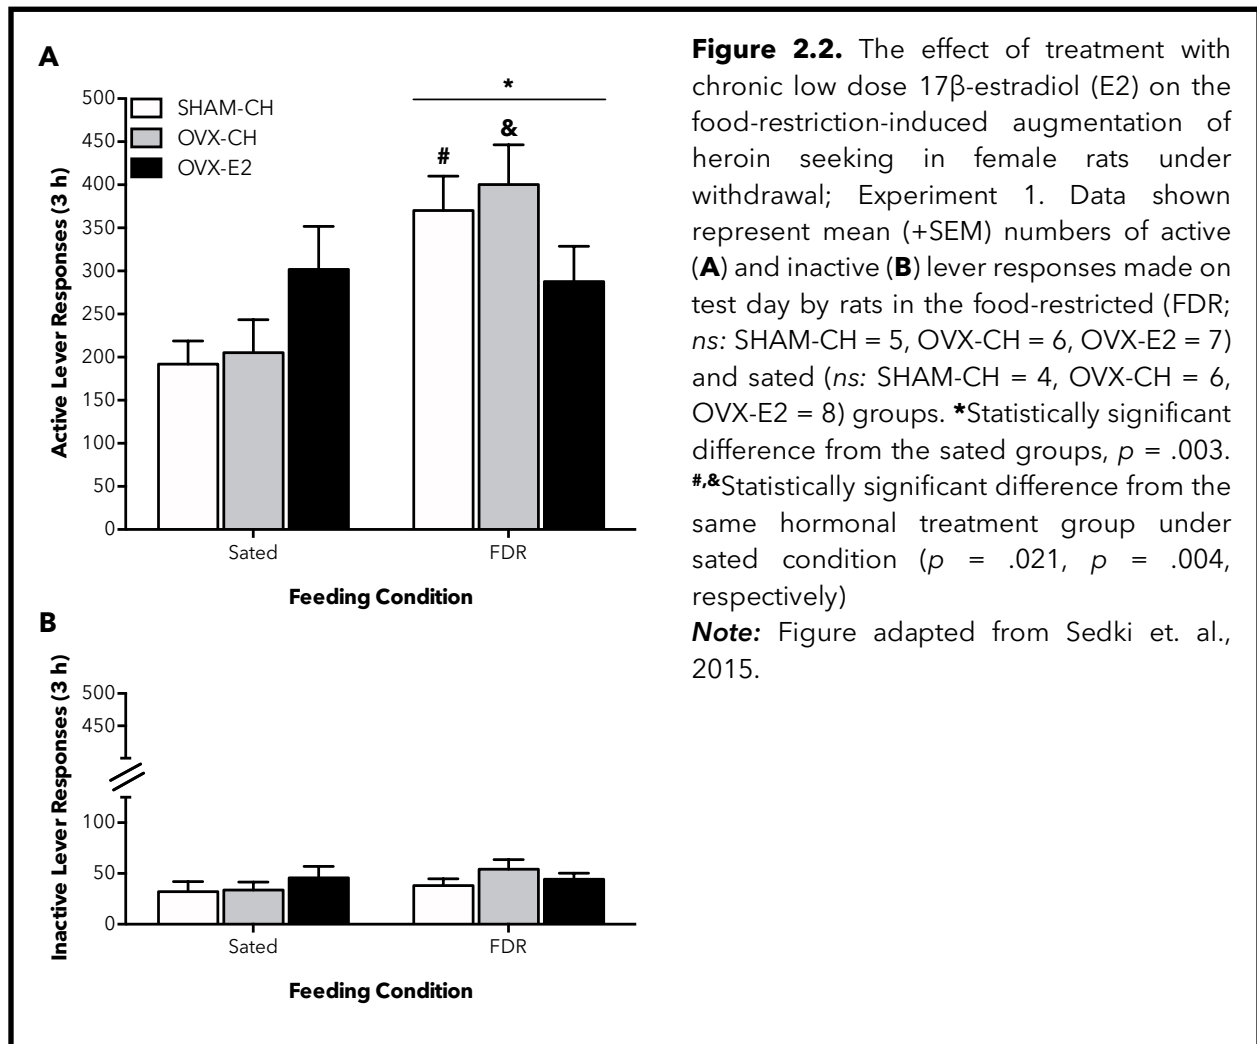 A
500
450
400
350
300
250
200
150
100
50
0
Active Lever Responses (3 h)
SHAM-CH
OVX-CH
OVX-E2
*
#
&
Sated
FDR
Feeding Condition
B
500
450
100
50
0
Inactive Lever Responses (3 h)
Sated
FDR
Feeding Condition
Figure 2.2. The effect of treatment with
chronic low dose 17β-estradiol (E2) on the
food-restriction-induced augmentation of
heroin seeking in female rats under
withdrawal; Experiment 1. Data shown
represent mean (+SEM) numbers of active
(A) and inactive (B) lever responses made on
test day by rats in the food-restricted (FDR;
ns: SHAM-CH = 5, OVX-CH = 6, OVX-E2 = 7)
and sated (ns: SHAM-CH = 4, OVX-CH = 6,
OVX-E2 = 8) groups. *Statistically significant
difference from the sated groups, p = .003.
#,&Statistically significant difference from the
same hormonal treatment group under
sated condition (p = .021, p = .004,
respectively)
Note: Figure adapted from Sedki et. al.,
2015.